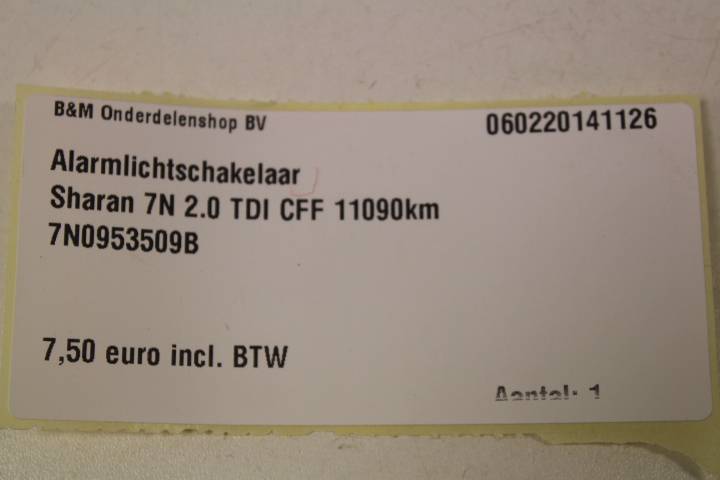 B&M Onderdelenshop BV
060220141126
Alarmlichtschakelaar
Sharan 7N 2.0 TDI CFF 11090km
7N0953509B
7,50 euro incl. BTW
Aantal: 1